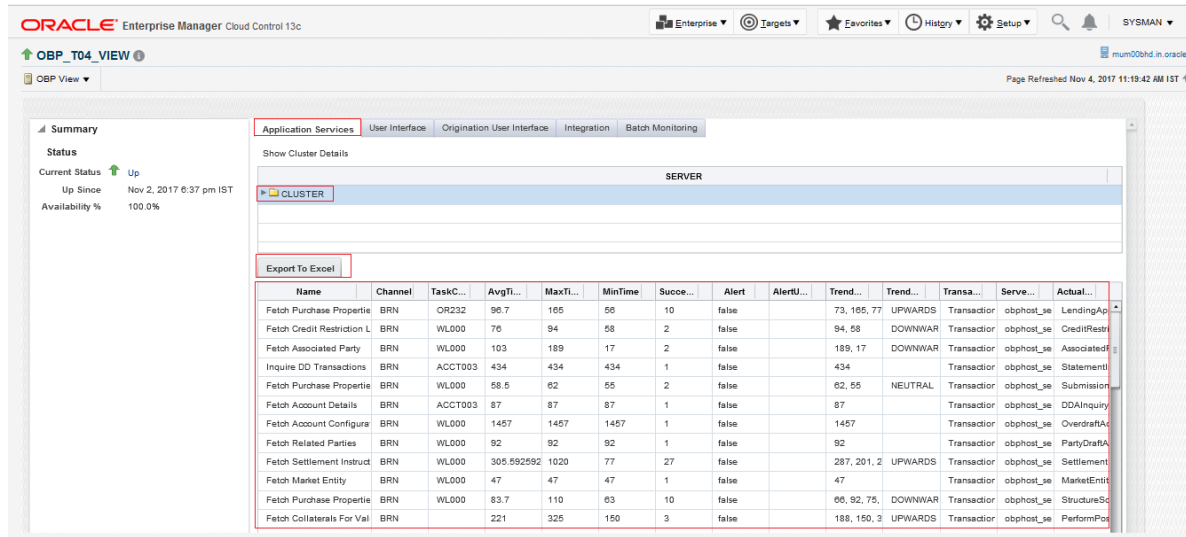 ORACLE Enterprise Manager Cloud Control 13c Enterprise Targets Favorites History Setup SYSMAN
OBP_T04_VIEW mum00bhd.in.oracle
OBP View Page Refreshed Nov 4, 2017 11:19:42 AM IST
Summary
Status
Current Status Up
Up Since Nov 2, 2017 6:37 pm IST
Availability % 100.0%
Application Services User Interface Origination User Interface Integration Batch Monitoring
Show Cluster Details
SERVER
CLUSTER
Export To Excel
Name Channel TaskC... AvgTi... MaxTi... MinTime Succe... Alert AlertU... Trend... Trend... Transa... Serve... Actual...
Fetch Purchase Propertie BRN OR232 96.7 165 56 10 false 73, 165, 77 UPWARDS Transaction obphost_se LendingAp
Fetch Credit Restriction L BRN WL000 76 94 58 2 false 94, 58 DOWNWAR Transaction obphost_se CreditRestri
Fetch Associated Party BRN WL000 103 189 17 2 false 189, 17 DOWNWAR Transaction obphost_se Associated
Inquire DD Transactions BRN ACCT003 434 434 434 1 false 434 Transaction obphost_se StatementI
Fetch Purchase Propertie BRN WL000 58.5 62 55 2 false 62, 55 NEUTRAL Transaction obphost_se Submission
Fetch Account Details BRN ACCT003 87 87 87 1 false 87 Transaction obphost_se DDAInquiry
Fetch Account Configura BRN WL000 1457 1457 1457 1 false 1457 Transaction obphost_se OverdraftA
Fetch Related Parties BRN WL000 92 92 92 1 false 92 Transaction obphost_se PartyDraftA
Fetch Settlement Instruct BRN WL000 305.592592 1020 77 27 false 287, 201, 2 UPWARDS Transaction obphost_se Settlement
Fetch Market Entity BRN WL000 47 47 47 1 false 47 Transaction obphost_se MarketEntit
Fetch Purchase Propertie BRN WL000 83.7 110 63 10 false 66, 92, 75, DOWNWAR Transaction obphost_se StructureSc
Fetch Collaterals For Val BRN 221 325 150 3 false 188, 150, 3 UPWARDS Transaction obphost_se PerformPos